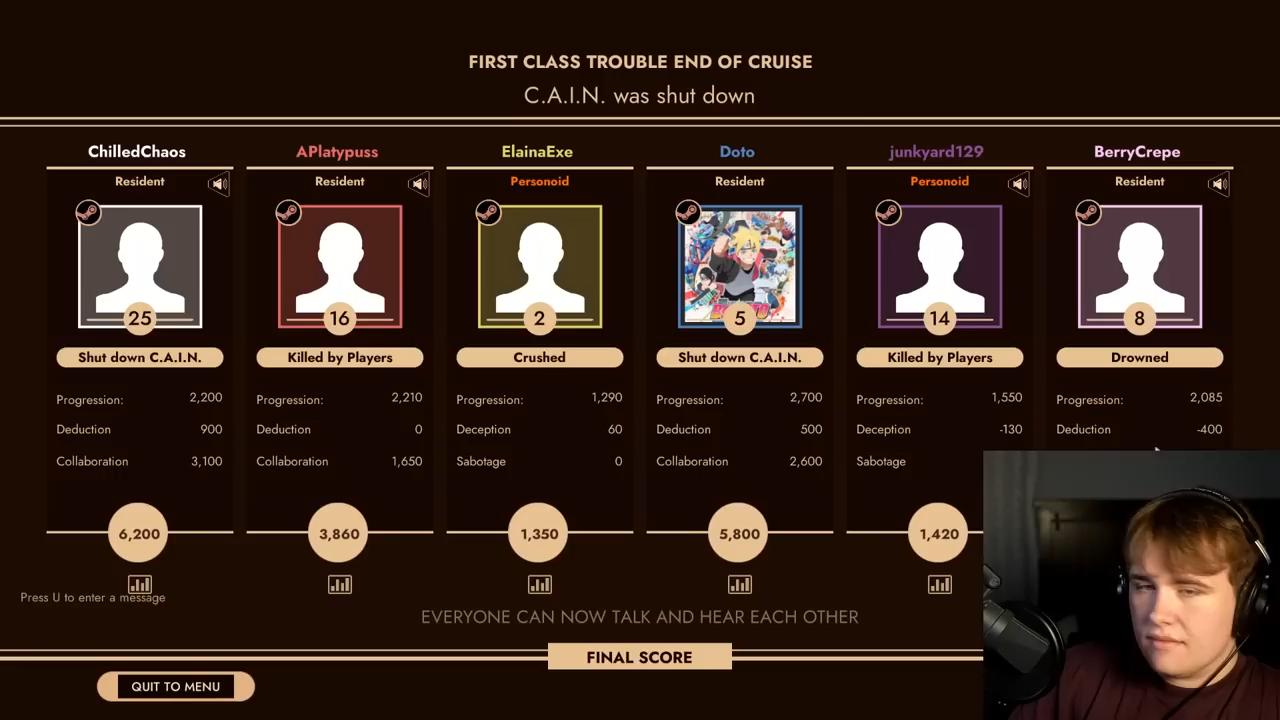 FIRST CLASS TROUBLE END OF CRUISE
C.A.I.N. was shut down
ChilledChaos
Resident
25
Shut down C.A.I.N.
Progression: 2,200
Deduction 900
Collaboration 3,100
6,200
APlatypuss
Resident
16
Killed by Players
Progression: 2,210
Deduction 0
Collaboration 1,650
3,860
ElainaExe
Personoid
2
Crushed
Progression: 1,290
Deception 60
Sabotage 0
1,350
Doto
Resident
5
Shut down C.A.I.N.
Progression: 2,700
Deduction 500
Collaboration 2,600
5,800
junkyard129
Personoid
14
Killed by Players
Progression: 1,550
Deception -130
Sabotage
1,420
BerryCrepe
Resident
8
Drowned
Progression: 2,085
Deduction -400
Press U to enter a message
EVERYONE CAN NOW TALK AND HEAR EACH OTHER
FINAL SCORE
QUIT TO MENU